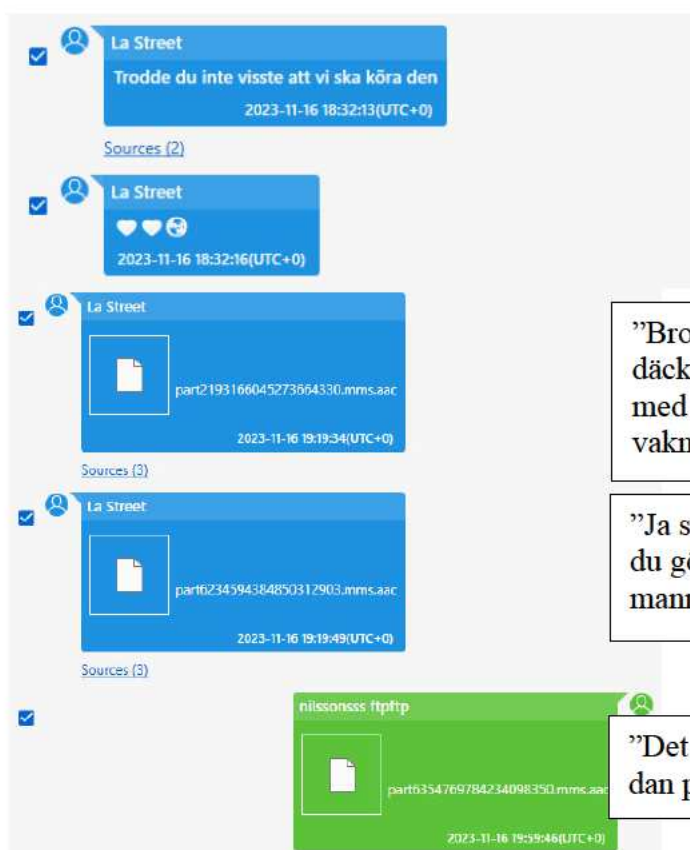 La Street
Trodde du inte visste att vi ska köra den
2023-11-16 18:32:13(UTC+0)
Sources (2)
La Street
2023-11-16 18:32:16(UTC+0)
La Street
part2193166045273664330.mms.aac
2023-11-16 19:19:34(UTC+0)
Sources (3)
”Bro
däck
med
La Street
part6234594384850312903.mms.aac
2023-11-16 19:19:49(UTC+0)
Sources (3)
”Ja s
du
nilssonsss ftpftp
part6354769784234098350.mms.aac
2023-11-16 19:59:46(UTC+0)
”Det
dan p